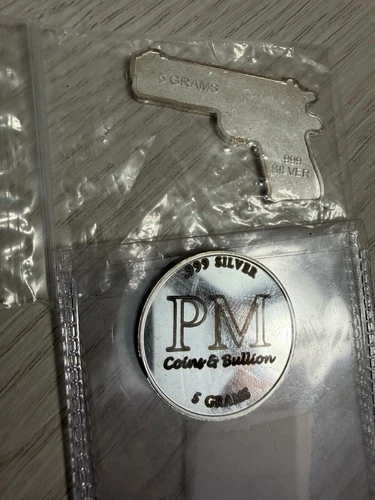 5 GRAMS
.999
SILVER
.999 SILVER
PM
Coins & Bullion
5 GRAMS